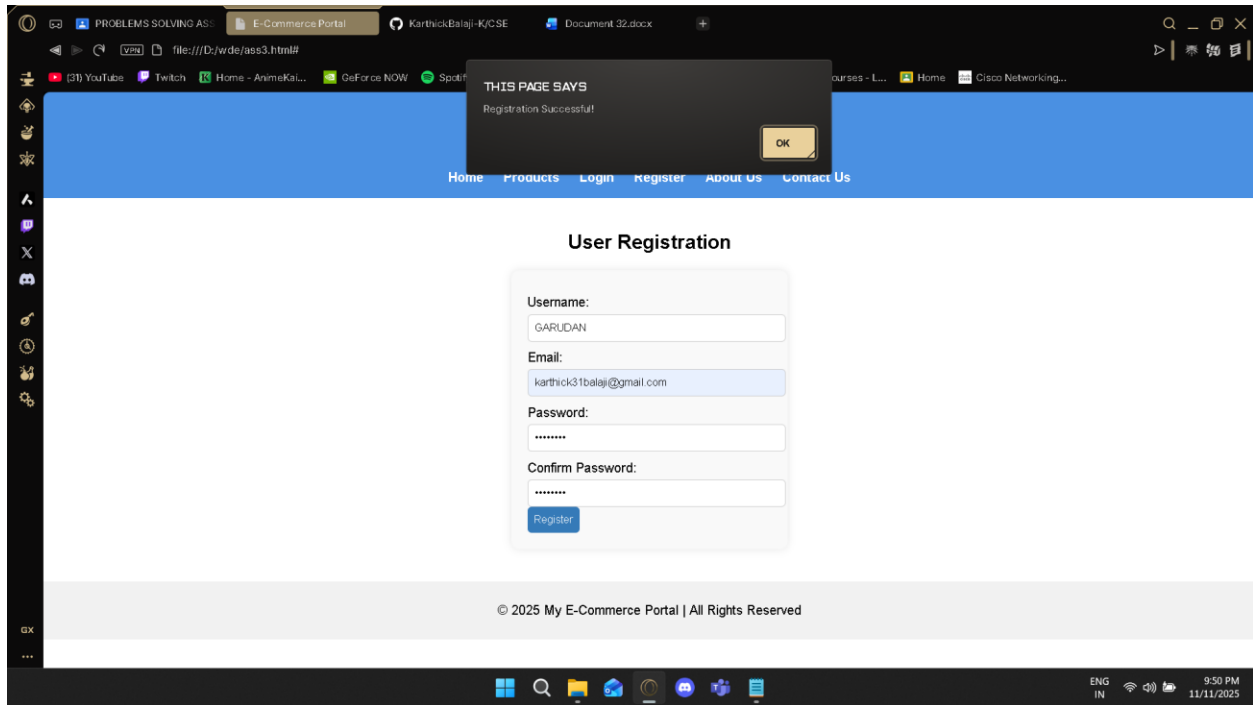 PROBLEMS SOLVING ASS
E-Commerce Portal
KarthickBalaji-K/CSE
Document 32.docx
VPN
file:///D:/wde/ass3.html#
(31) YouTube
Twitch
Home - AnimeKai...
GeForce NOW
Spotif
ourses - L...
Home
Cisco Networking...
THIS PAGE SAYS
Registration Successful!
OK
Home Products Login Register About Us Contact Us
User Registration
Username:
GARUDAN
Email:
karthick31balaji@gmail.com
Password:
••••••••
Confirm Password:
••••••••
Register
© 2025 My E-Commerce Portal | All Rights Reserved
GX
ENG
IN
9:50 PM
11/11/2025